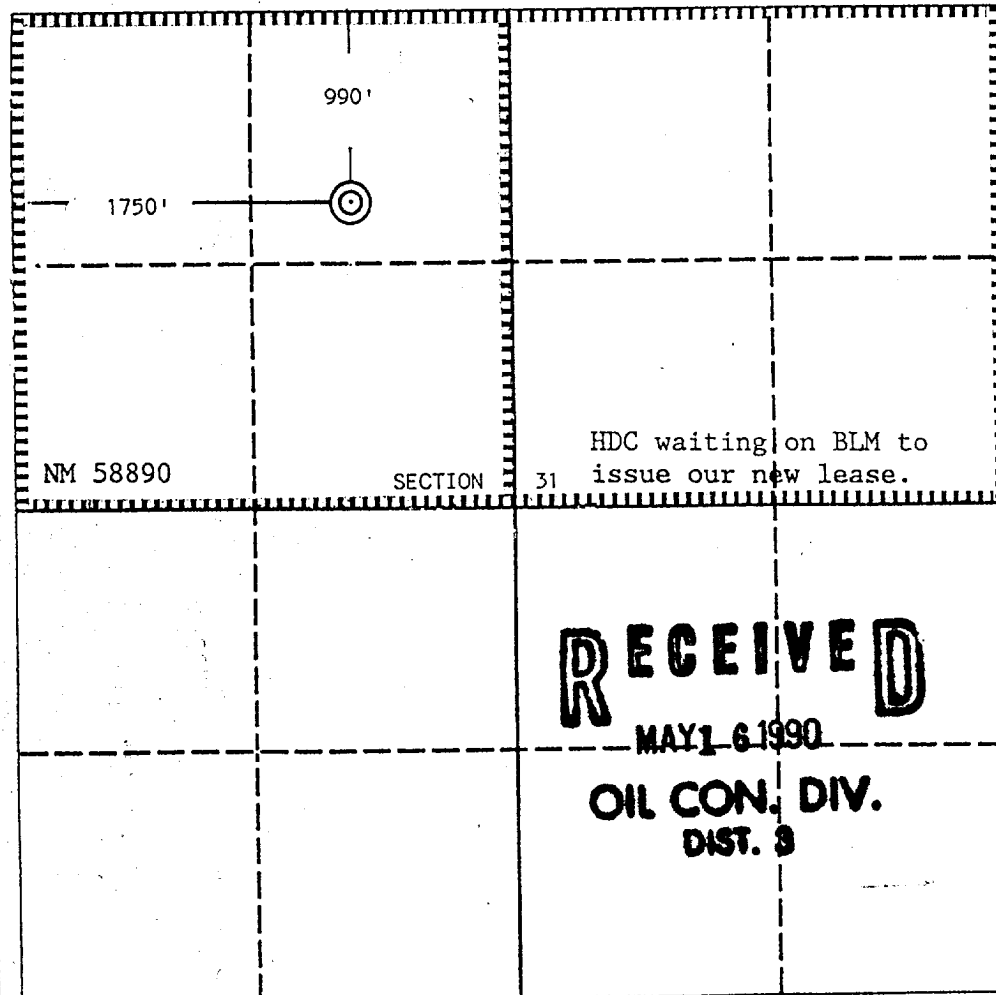 990'
1750'
HDC waiting on BLM to
issue our new lease.
NM 58890
SECTION 31
RECEIVED
MAY 16 1990
OIL CON. DIV.
DIST. 3